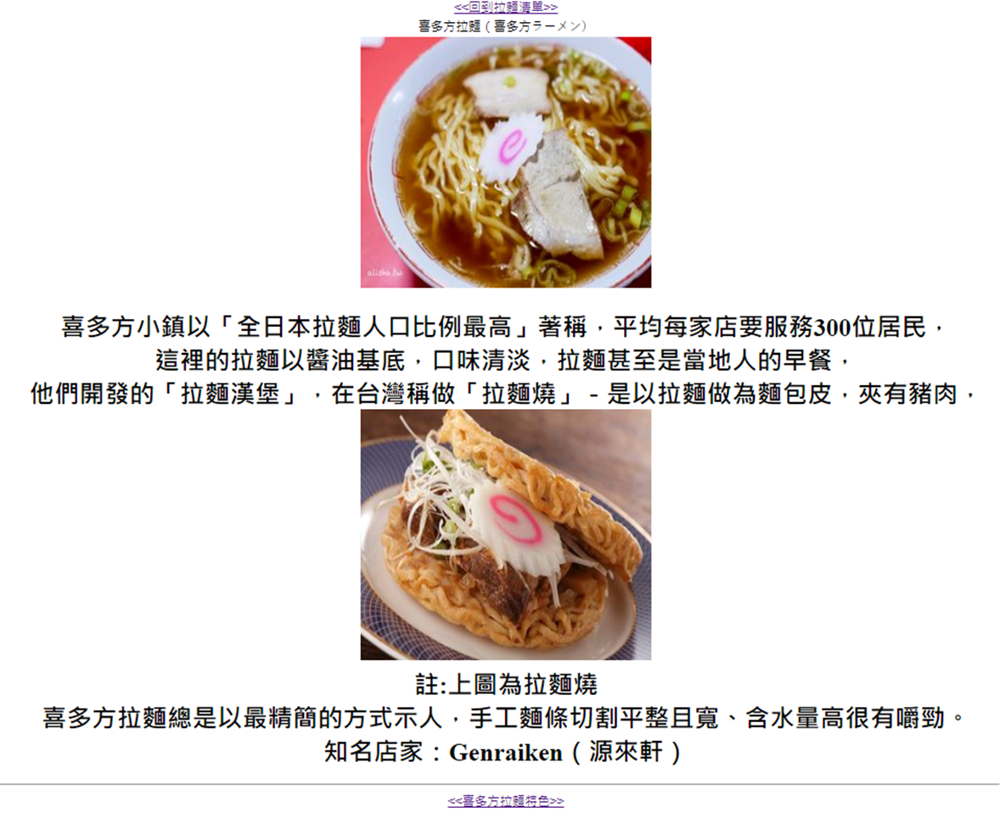 <<回到拉麵清單>>
喜多方拉麵（喜多方ラーメン）
alisha.tw
喜多方小鎮以「全日本拉麵人口比例最高」著稱，平均每家店要服務300位居民，
這裡的拉麵以醬油基底，口味清淡，拉麵甚至是當地人的早餐，
他們開發的「拉麵漢堡」，在台灣稱做「拉麵燒」－是以拉麵做為麵包皮，夾有豬肉，
註:上圖為拉麵燒
喜多方拉麵總是以最精簡的方式示人，手工麵條切割平整且寬、含水量高很有嚼勁。
知名店家：Genraiken（源來軒）
<<喜多方拉麵特色>>